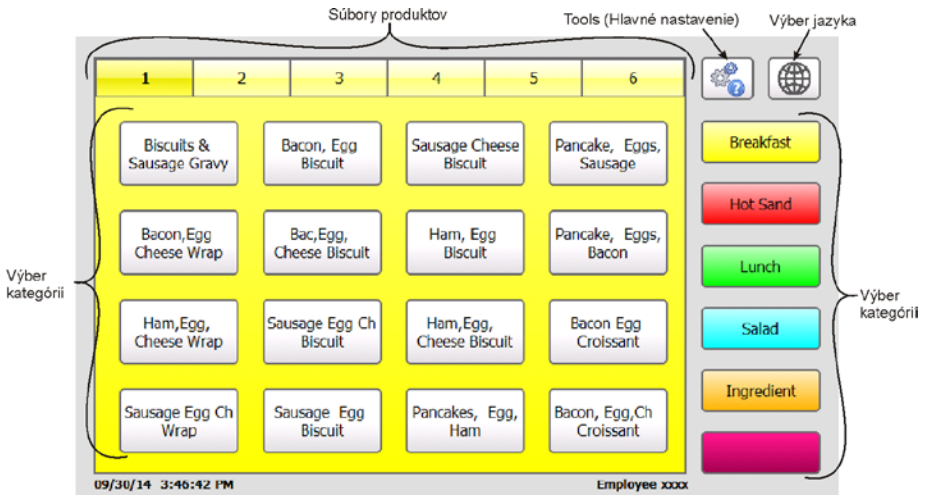 Súbory produktov
Tools (Hlavné nastavenie)
Výber jazyka
1
2
3
4
5
6
Biscuits &
Sausage Gravy
Bacon, Egg
Biscuit
Sausage Cheese
Biscuit
Pancake, Eggs,
Sausage
Breakfast
Bacon,Egg
Cheese Wrap
Bac,Egg,
Cheese Biscuit
Ham, Egg
Biscuit
Pancake, Eggs,
Bacon
Hot Sand
Lunch
Výber
kategórii
Výber
kategórii
Ham,Egg,
Cheese Wrap
Sausage Egg Ch
Biscuit
Ham,Egg,
Cheese Biscuit
Bacon Egg
Croissant
Salad
Ingredient
Sausage Egg Ch
Wrap
Sausage Egg
Biscuit
Pancakes, Egg,
Ham
Bacon, Egg,Ch
Croissant
09/30/14 3:46:42 PM
Employee xxxx